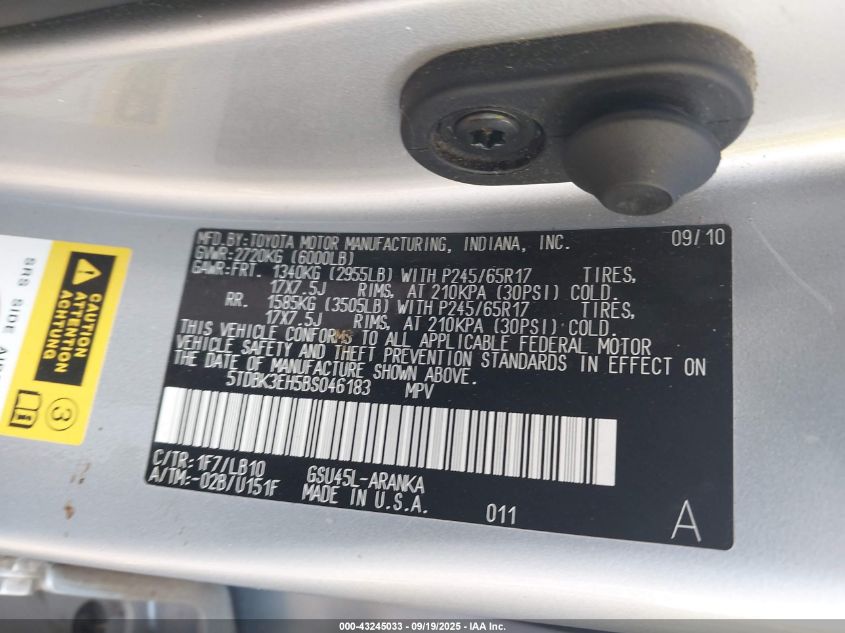 MFD.BY:TOYOTA MOTOR MANUFACTURING, INDIANA, INC. 09/10
GVWR:2720KG (6000LB)
GAWR:FRT. 1340KG (2955LB) WITH P245/65R17 TIRES,
17X7.5J RIMS, AT 210KPA (30PSI) COLD.
RR. 1585KG (3505LB) WITH P245/65R17 TIRES,
17X7.5J RIMS, AT 210KPA (30PSI) COLD.
THIS VEHICLE CONFORMS TO ALL APPLICABLE FEDERAL MOTOR
VEHICLE SAFETY AND THEFT PREVENTION STANDARDS IN EFFECT ON
THE DATE OF MANUFACTURE SHOWN ABOVE.
5TDBK3EH5BS046183 MPV
C/TR: 1F7/LB10 GSU45L-ARANKA
A/TM:-02B/U151F MADE IN U.S.A. 011 A
SRS SIDE
CAUTION
ATTENTION
ACHTUNG
3
000-43245033 - 09/19/2025 - IAA Inc.